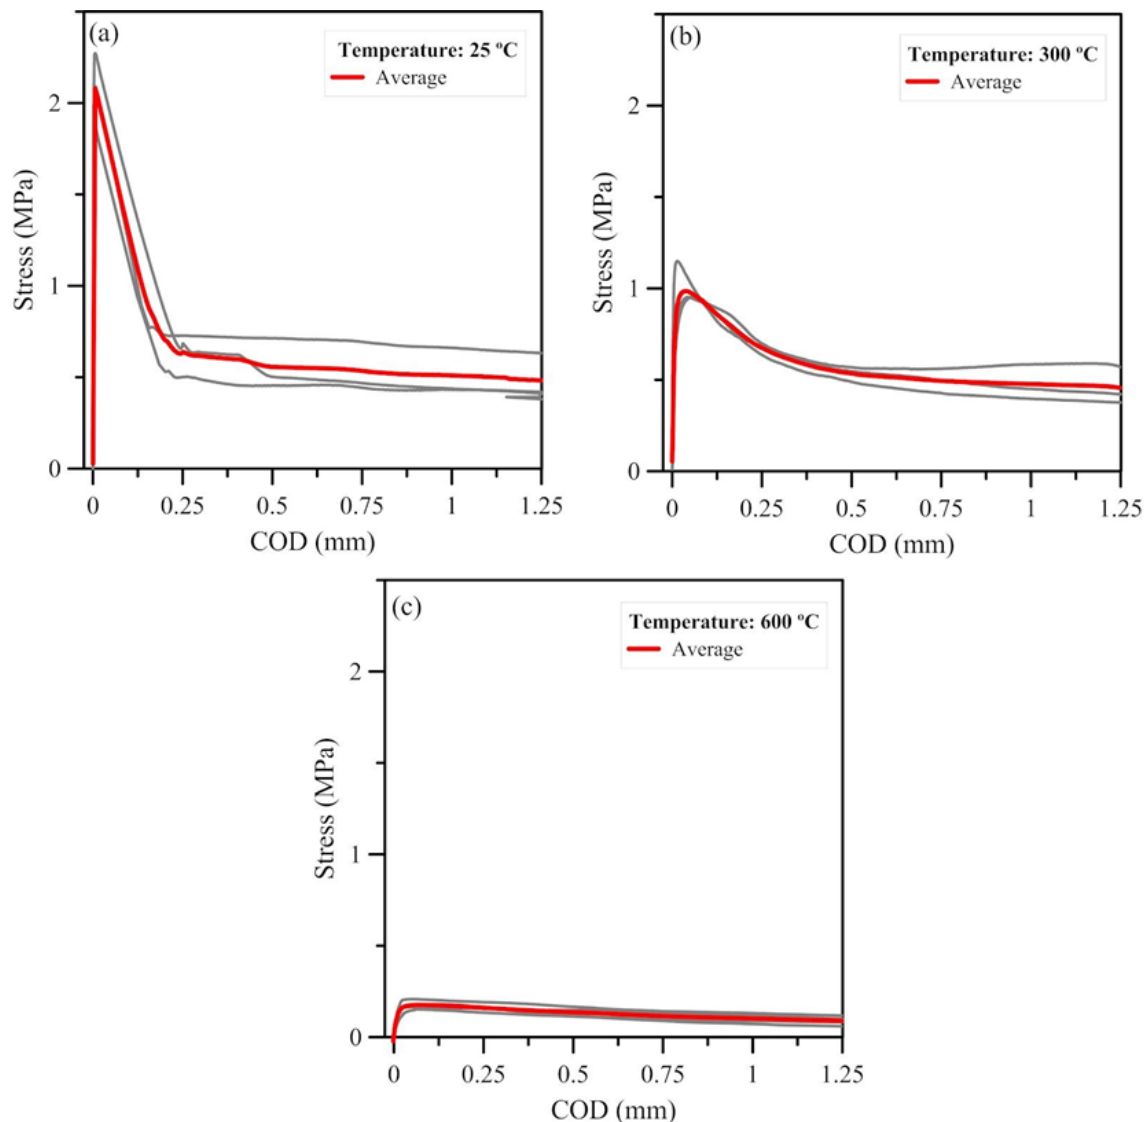 (a)
Temperature: 25 ºC
Average
2
1
0
Stress (MPa)
0 0.25 0.5 0.75 1 1.25
COD (mm)
(b)
Temperature: 300 ºC
Average
2
1
0
Stress (MPa)
0 0.25 0.5 0.75 1 1.25
COD (mm)
(c)
Temperature: 600 ºC
Average
2
1
0
Stress (MPa)
0 0.25 0.5 0.75 1 1.25
COD (mm)